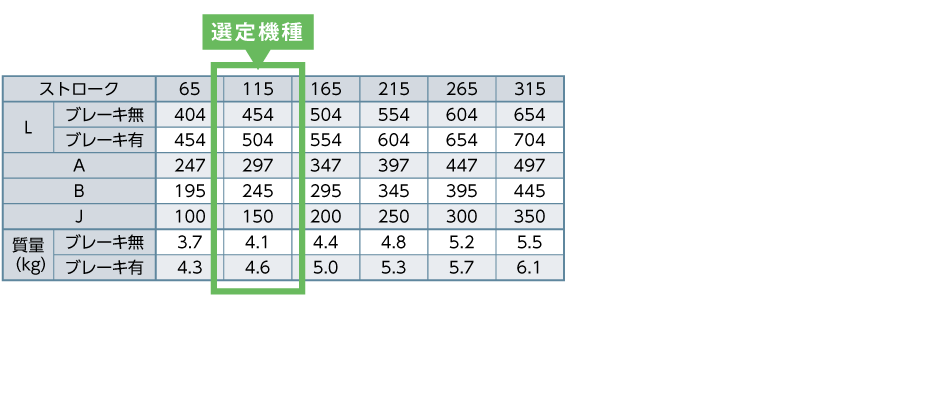 選定機種
ストローク 65 115 165 215 265 315
L ブレーキ無 404 454 504 554 604 654
ブレーキ有 454 504 554 604 654 704
A 247 297 347 397 447 497
B 195 245 295 345 395 445
J 100 150 200 250 300 350
質量(kg) ブレーキ無 3.7 4.1 4.4 4.8 5.2 5.5
ブレーキ有 4.3 4.6 5.0 5.3 5.7 6.1